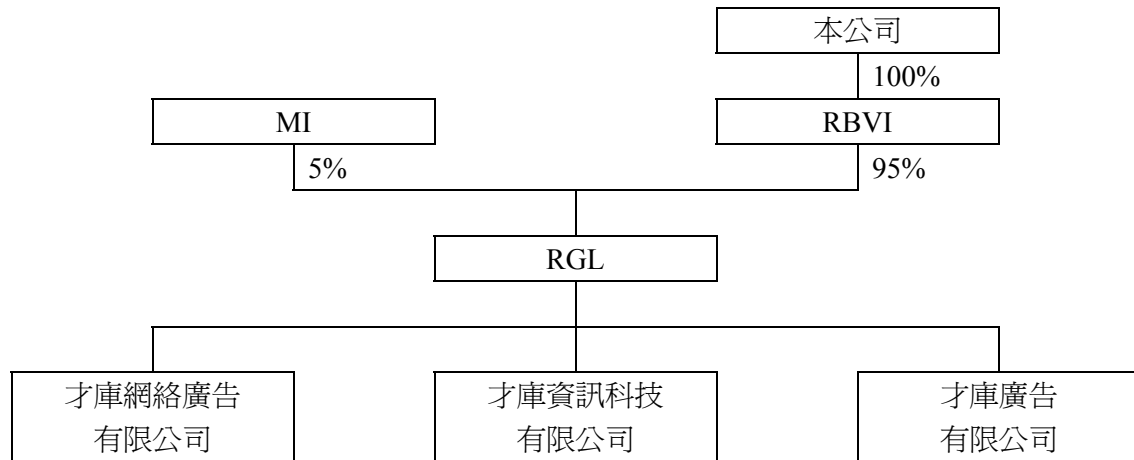 本公司
100%
MI
RBVI
5%
95%
RGL
才庫網絡廣告
有限公司
才庫資訊科技
有限公司
才庫廣告
有限公司